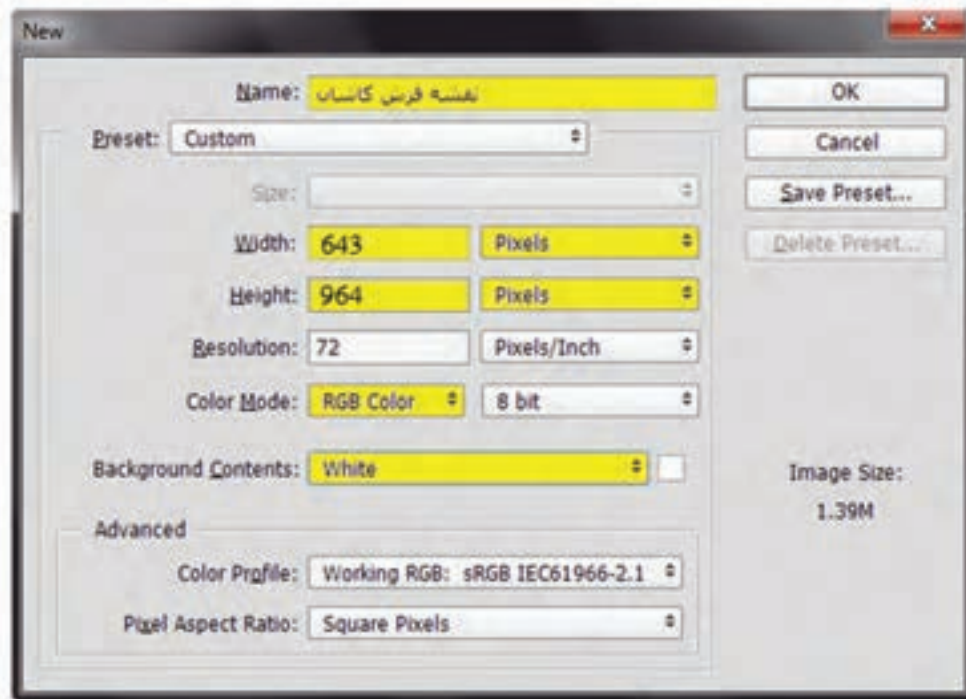 New
Name: نقشه فرش کاشان
OK
Preset: Custom
Cancel
Size:
Save Preset...
Width: 643 Pixels
Delete Preset...
Height: 964 Pixels
Resolution: 72 Pixels/Inch
Color Mode: RGB Color 8 bit
Background Contents: White
Image Size:
1.39M
Advanced
Color Profile: Working RGB: sRGB IEC61966-2.1
Pixel Aspect Ratio: Square Pixels